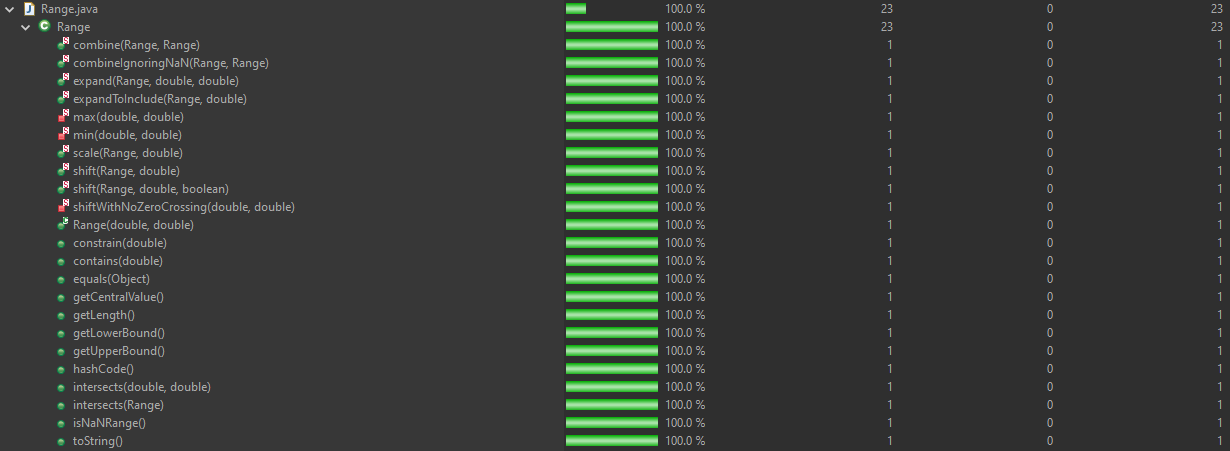 Range.java 100.0 % 23 0 23
Range 100.0 % 23 0 23
combine(Range, Range) 100.0 % 1 0 1
combineIgnoringNaN(Range, Range) 100.0 % 1 0 1
expand(Range, double, double) 100.0 % 1 0 1
expandToInclude(Range, double) 100.0 % 1 0 1
max(double, double) 100.0 % 1 0 1
min(double, double) 100.0 % 1 0 1
scale(Range, double) 100.0 % 1 0 1
shift(Range, double) 100.0 % 1 0 1
shift(Range, double, boolean) 100.0 % 1 0 1
shiftWithNoZeroCrossing(double, double) 100.0 % 1 0 1
Range(double, double) 100.0 % 1 0 1
constrain(double) 100.0 % 1 0 1
contains(double) 100.0 % 1 0 1
equals(Object) 100.0 % 1 0 1
getCentralValue() 100.0 % 1 0 1
getLength() 100.0 % 1 0 1
getLowerBound() 100.0 % 1 0 1
getUpperBound() 100.0 % 1 0 1
hashCode() 100.0 % 1 0 1
intersects(double, double) 100.0 % 1 0 1
intersects(Range) 100.0 % 1 0 1
isNaNRange() 100.0 % 1 0 1
toString() 100.0 % 1 0 1